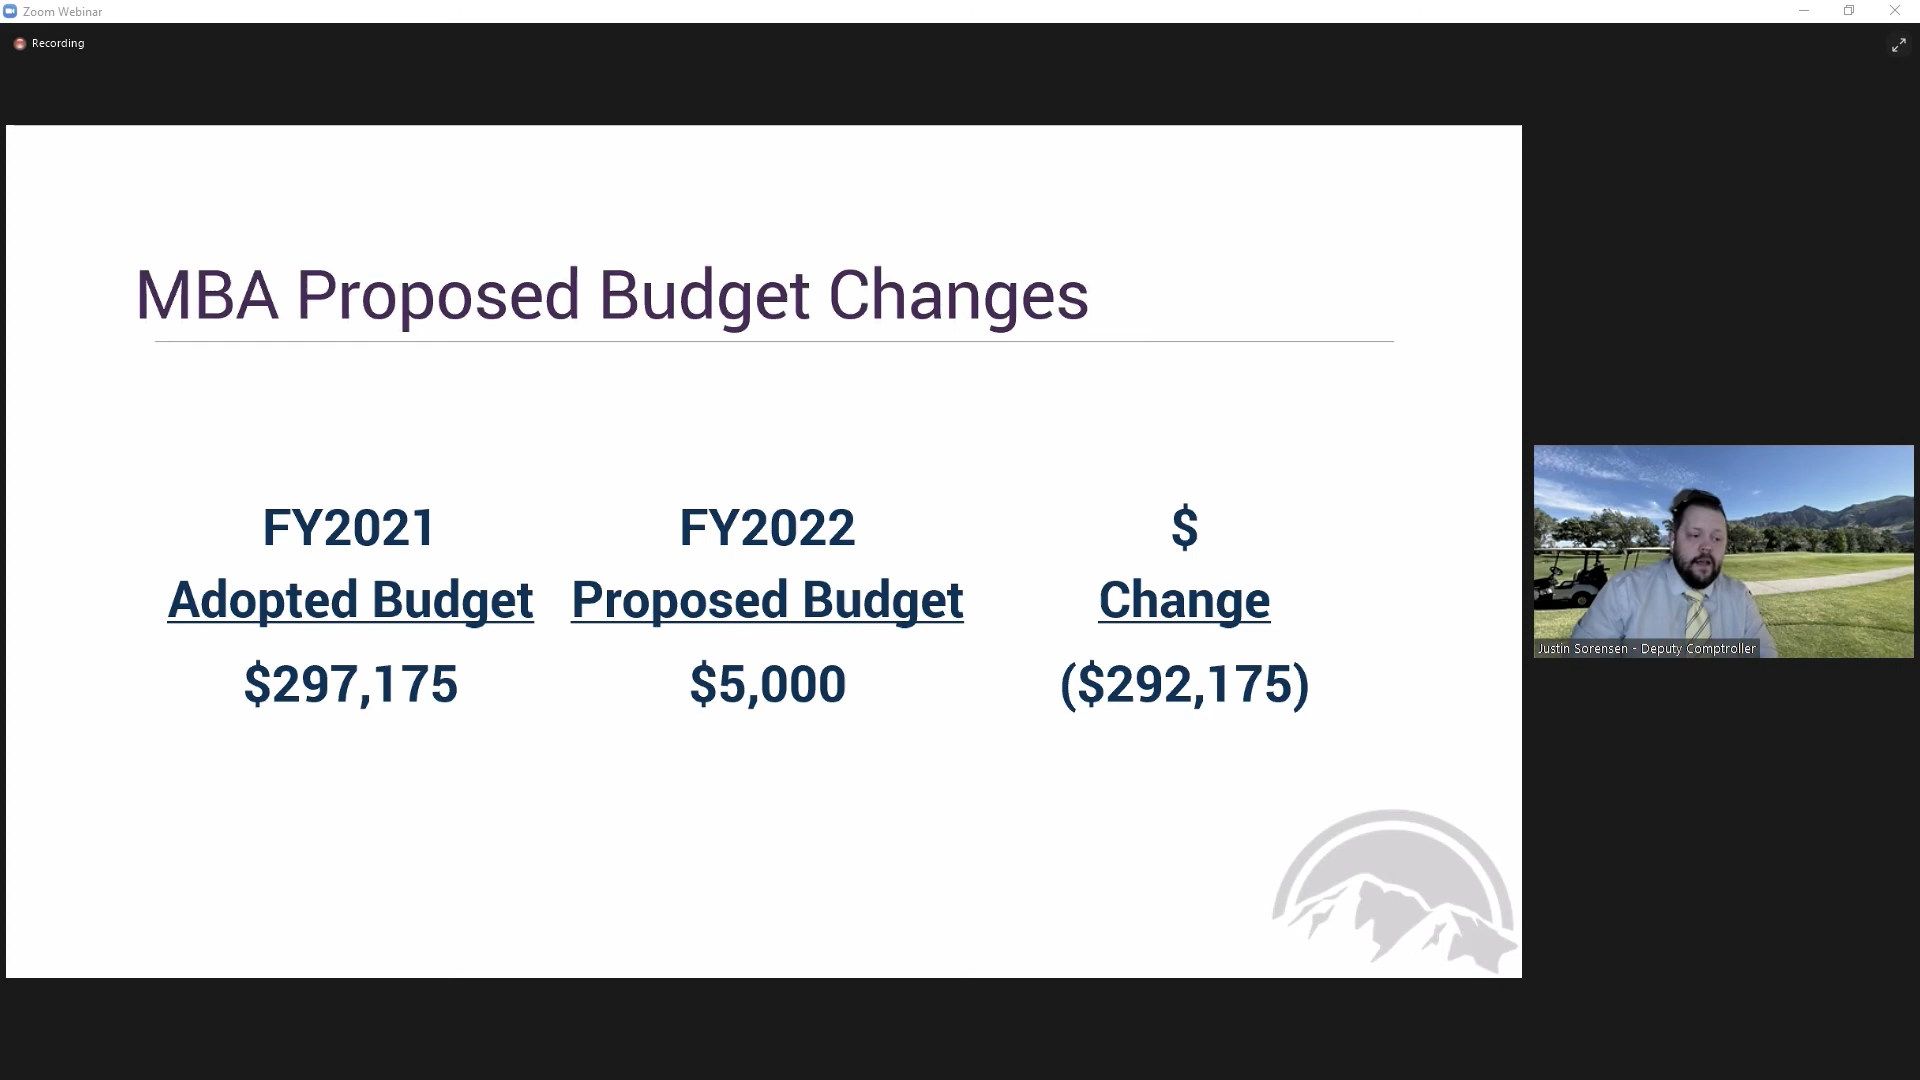 Zoom Webinar
Recording
MBA Proposed Budget Changes
FY2021 FY2022 $
Adopted Budget Proposed Budget Change
$297,175 $5,000 ($292,175)
Justin Sorensen - Deputy Comptroller